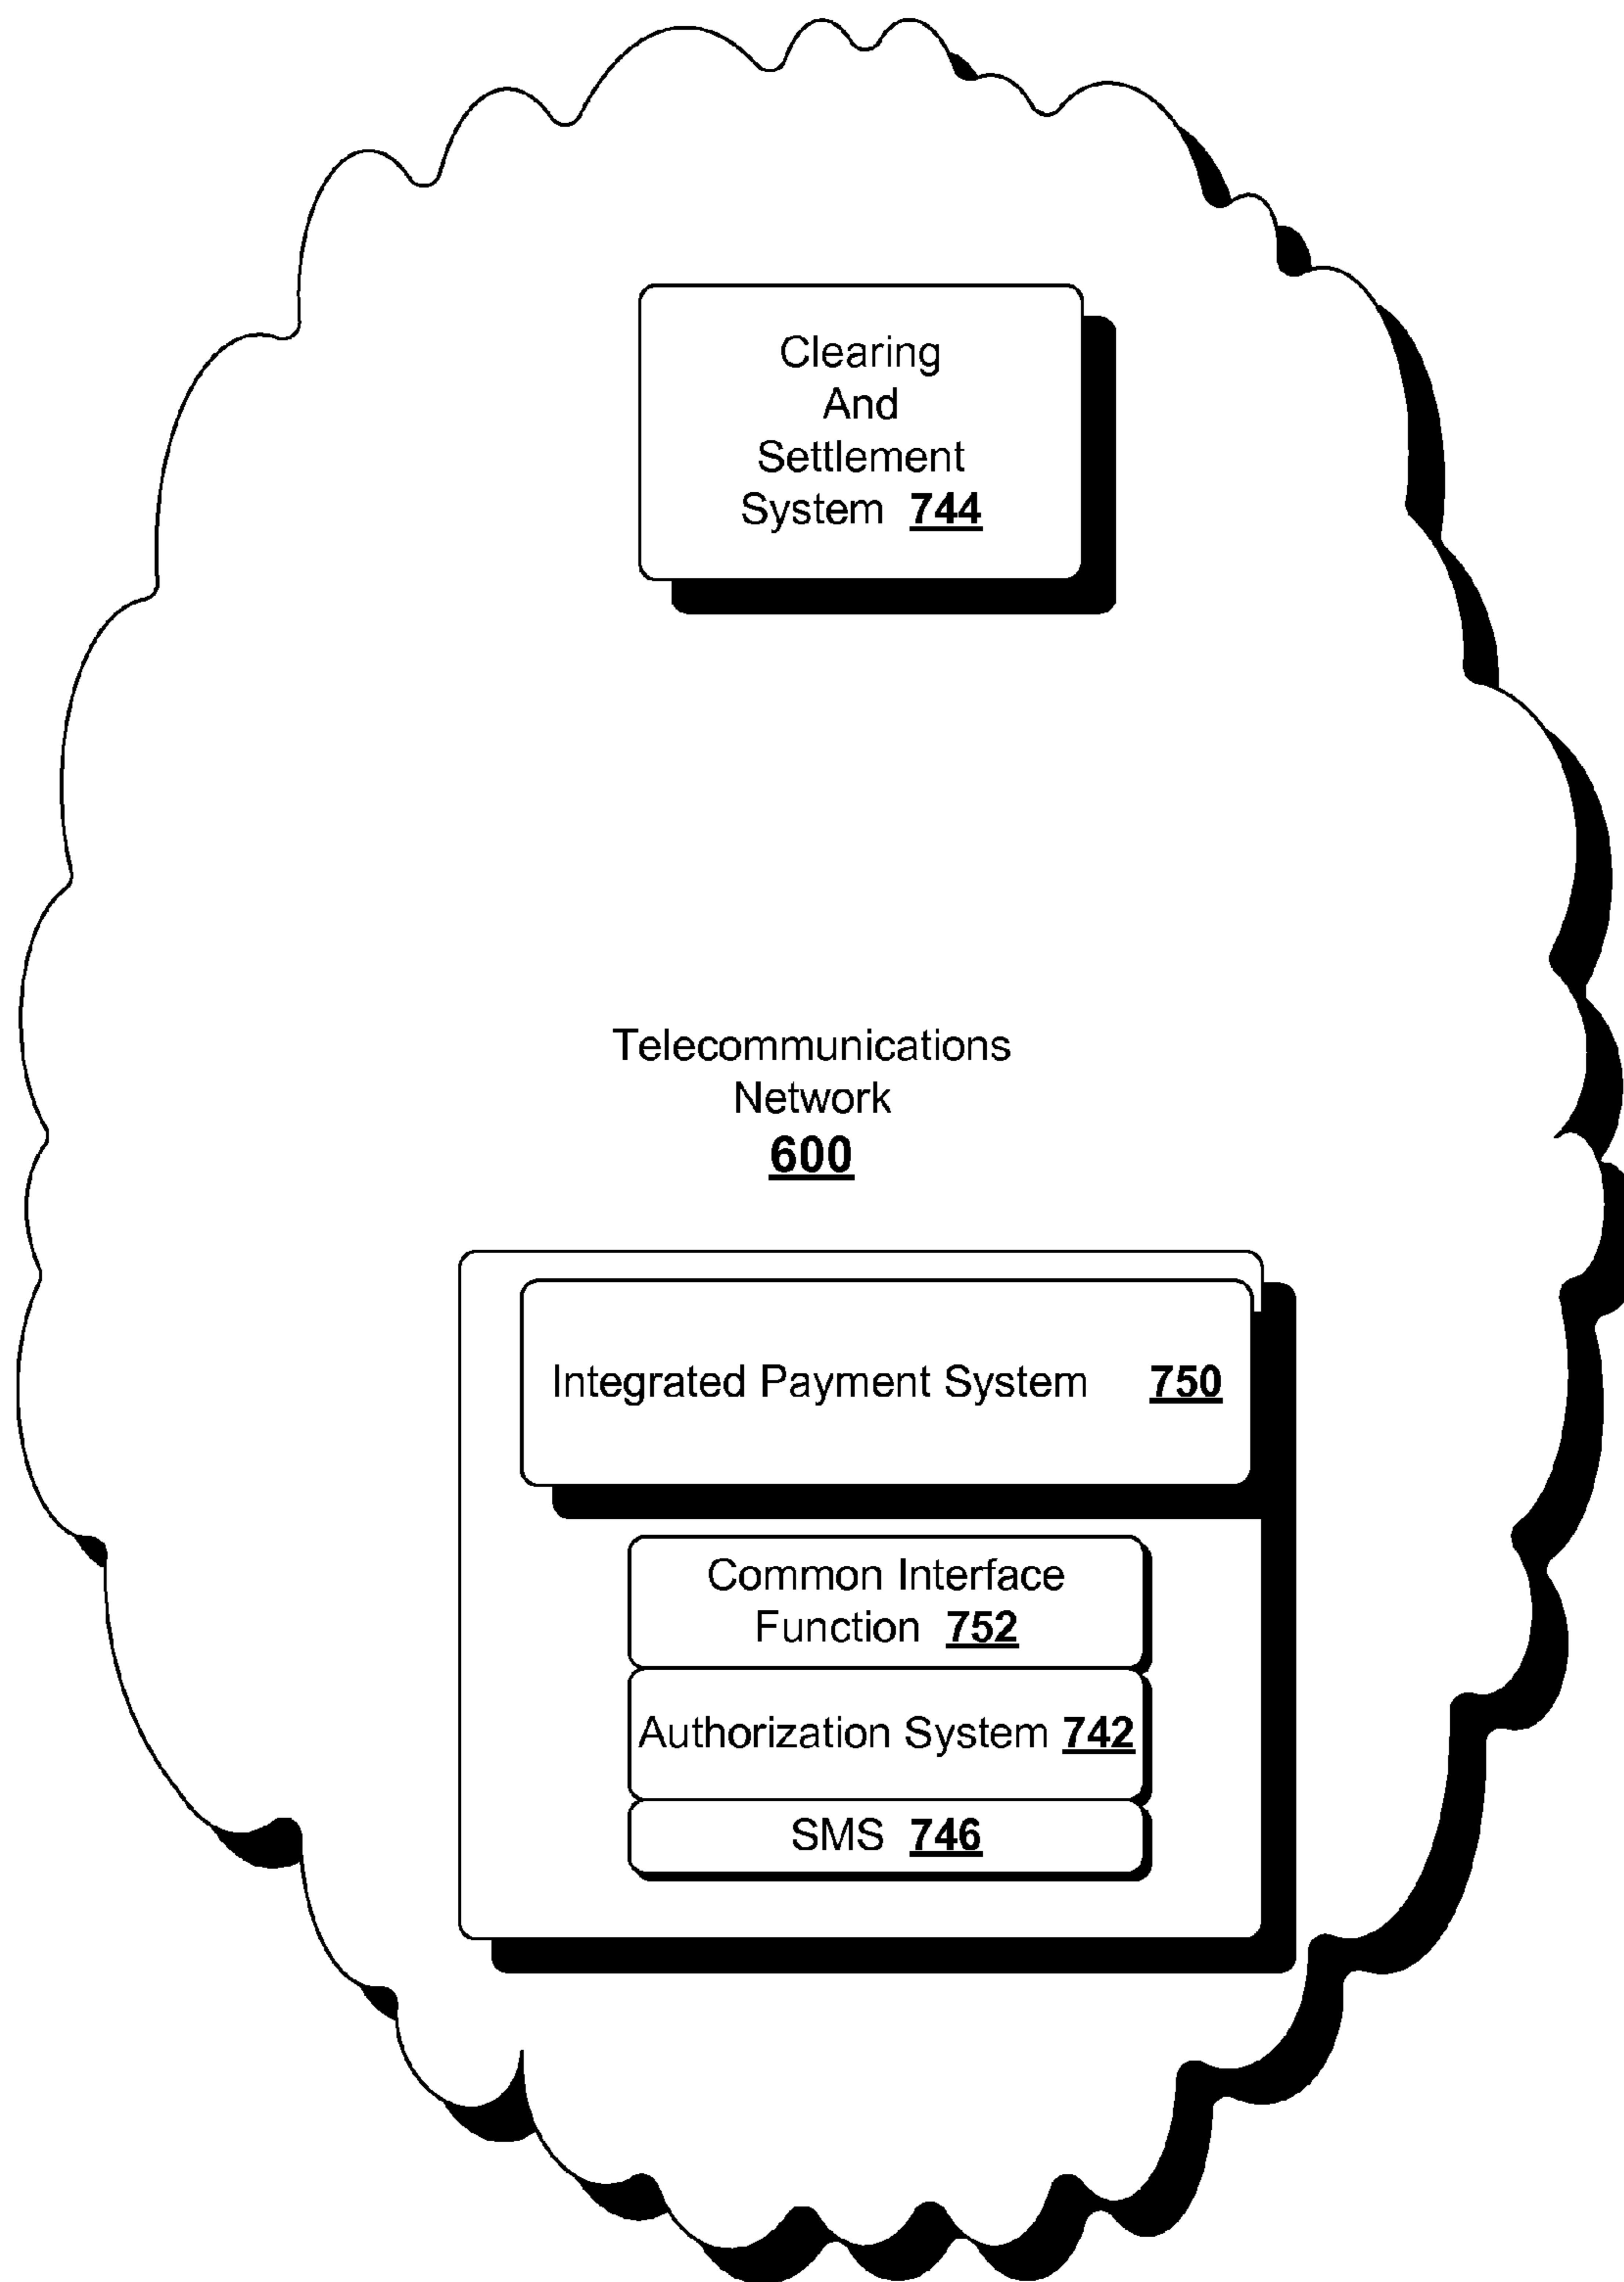 Clearing
And
Settlement
System 744
Telecommunications
Network
600
Integrated Payment System 750
Common Interface
Function 752
Authorization System 742
SMS 746